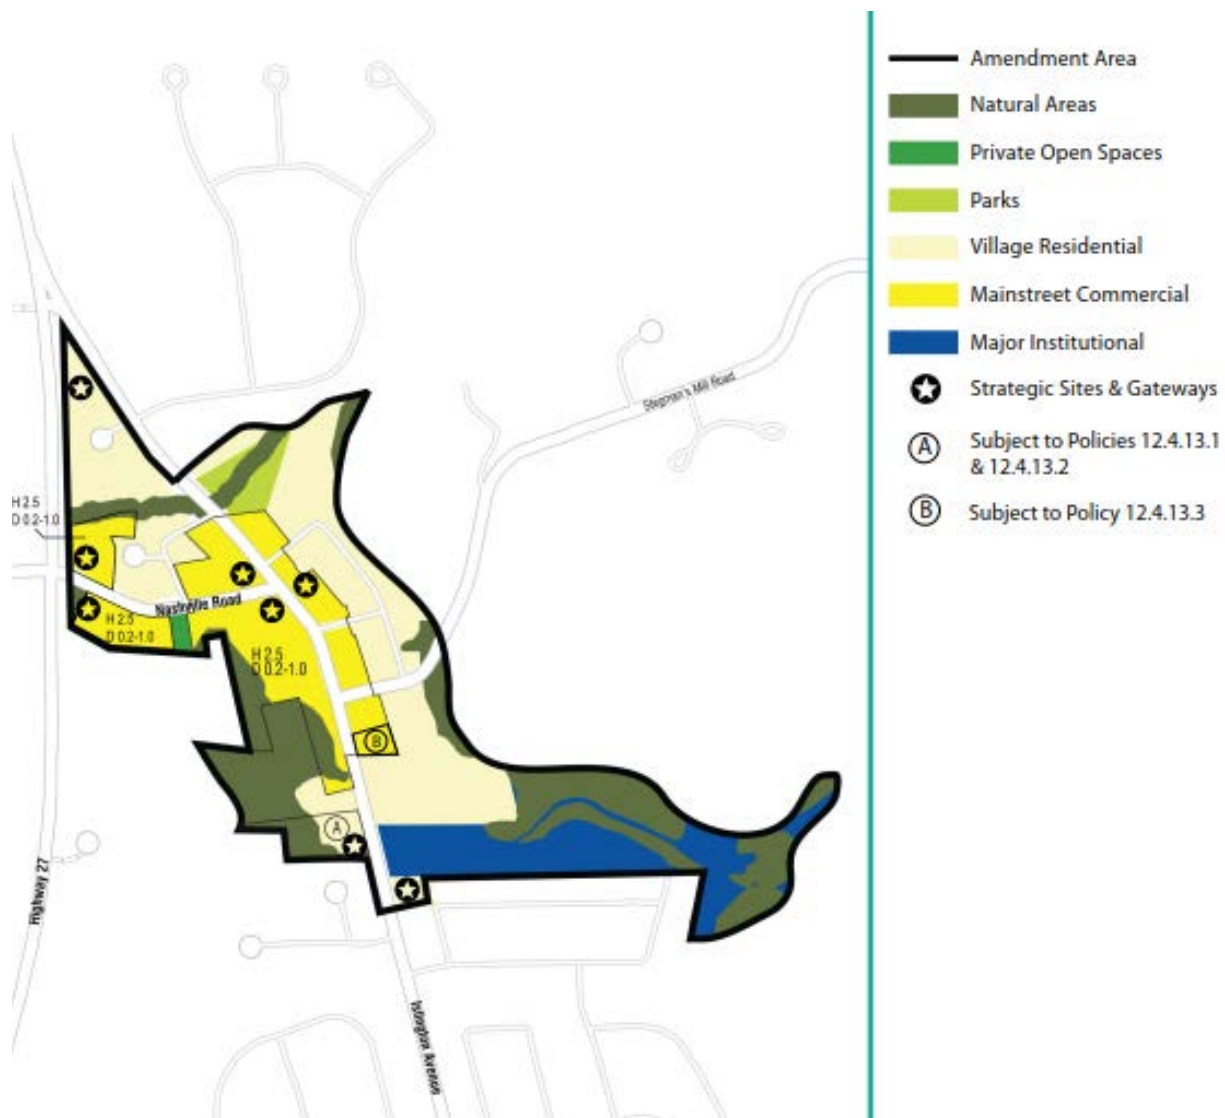 Amendment Area
Natural Areas
Private Open Spaces
Parks
Village Residential
Mainstreet Commercial
Major Institutional
Strategic Sites & Gateways
A
Subject to Policies 12.4.13.1
& 12.4.13.2
B
Subject to Policy 12.4.13.3
Stegman's Mill Road
H 2.5
D 0.2-1.0
Nashville Road
H 2.5
D 0.2-1.0
H 2.5
D 0.2-1.0
B
A
Highway 27
Islington Avenue